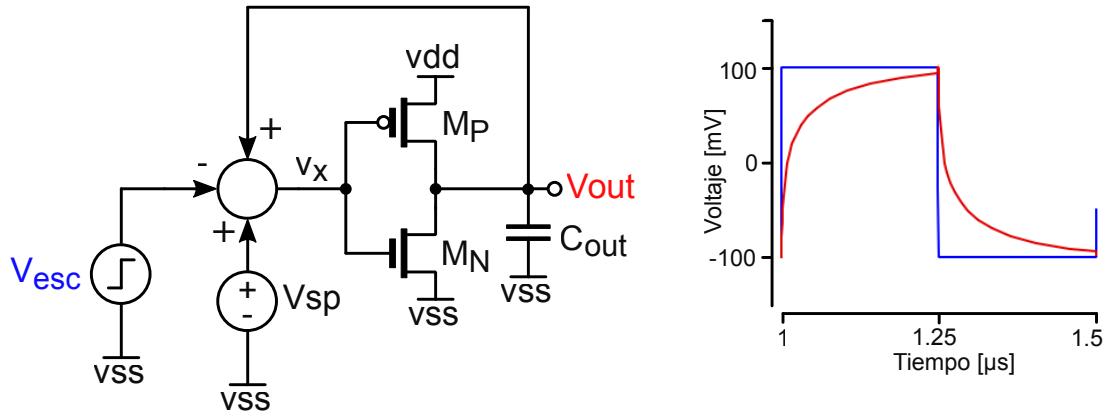 vdd
+
MP
-
vx
Vout
+
MN
Cout
Vesc
+
-
Vsp
vss
vss
vss
vss
Voltaje [mV]
100
0
-100
1
1.25
1.5
Tiempo [µs]